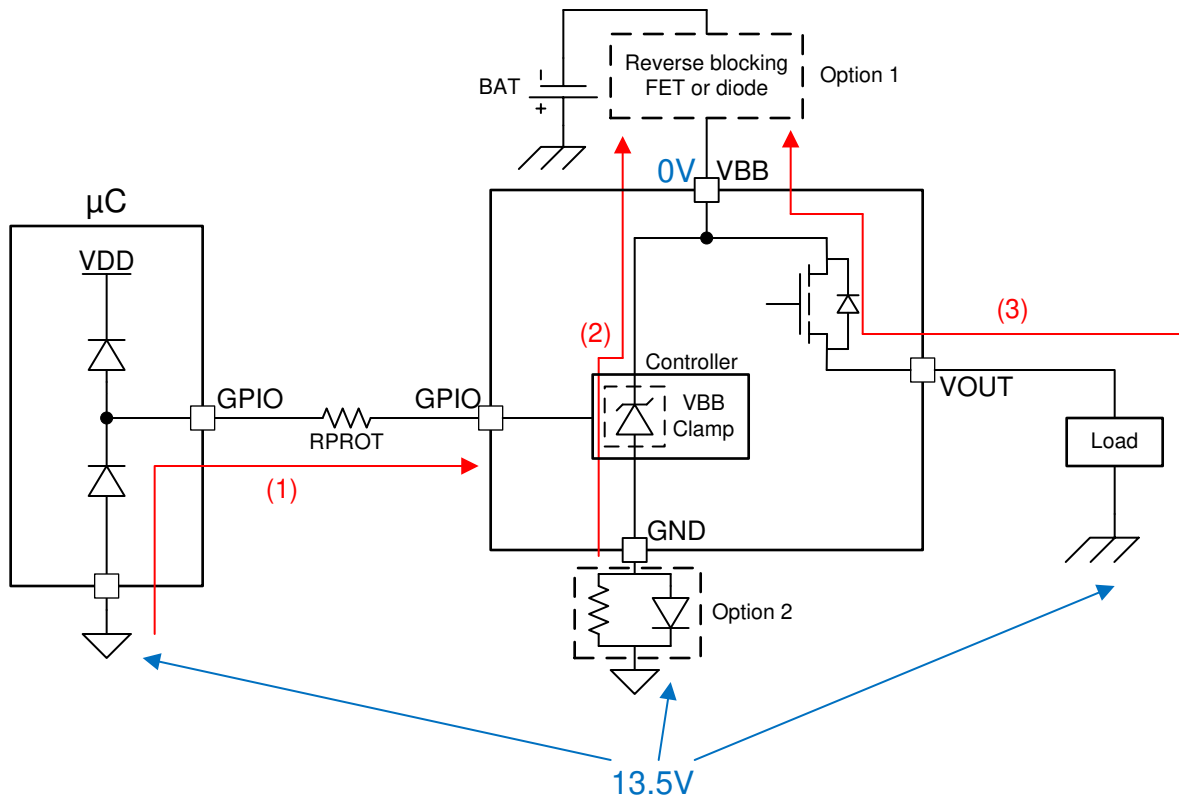 Reverse blocking
FET or diode
Option 1
BAT
-
+
0V
VBB
µC
VDD
(3)
(2)
Controller
VOUT
GPIO
GPIO
VBB
Clamp
RPROT
Load
(1)
GND
Option 2
13.5V